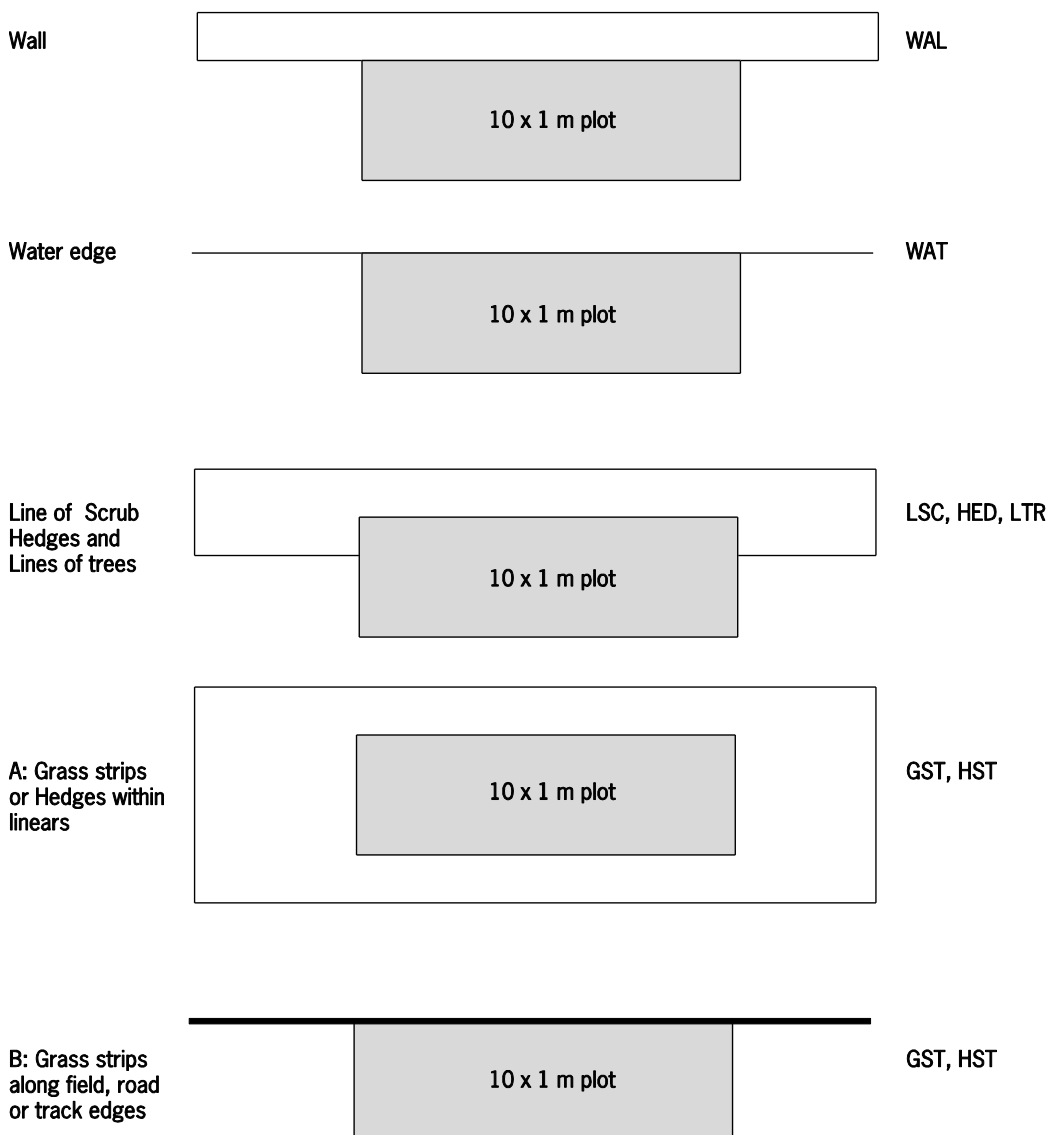 Wall
WAL
10 x 1 m plot
Water edge
WAT
10 x 1 m plot
Line of Scrub
Hedges and
Lines of trees
LSC, HED, LTR
10 x 1 m plot
A: Grass strips
or Hedges within
linears
GST, HST
10 x 1 m plot
B: Grass strips
along field, road
or track edges
GST, HST
10 x 1 m plot